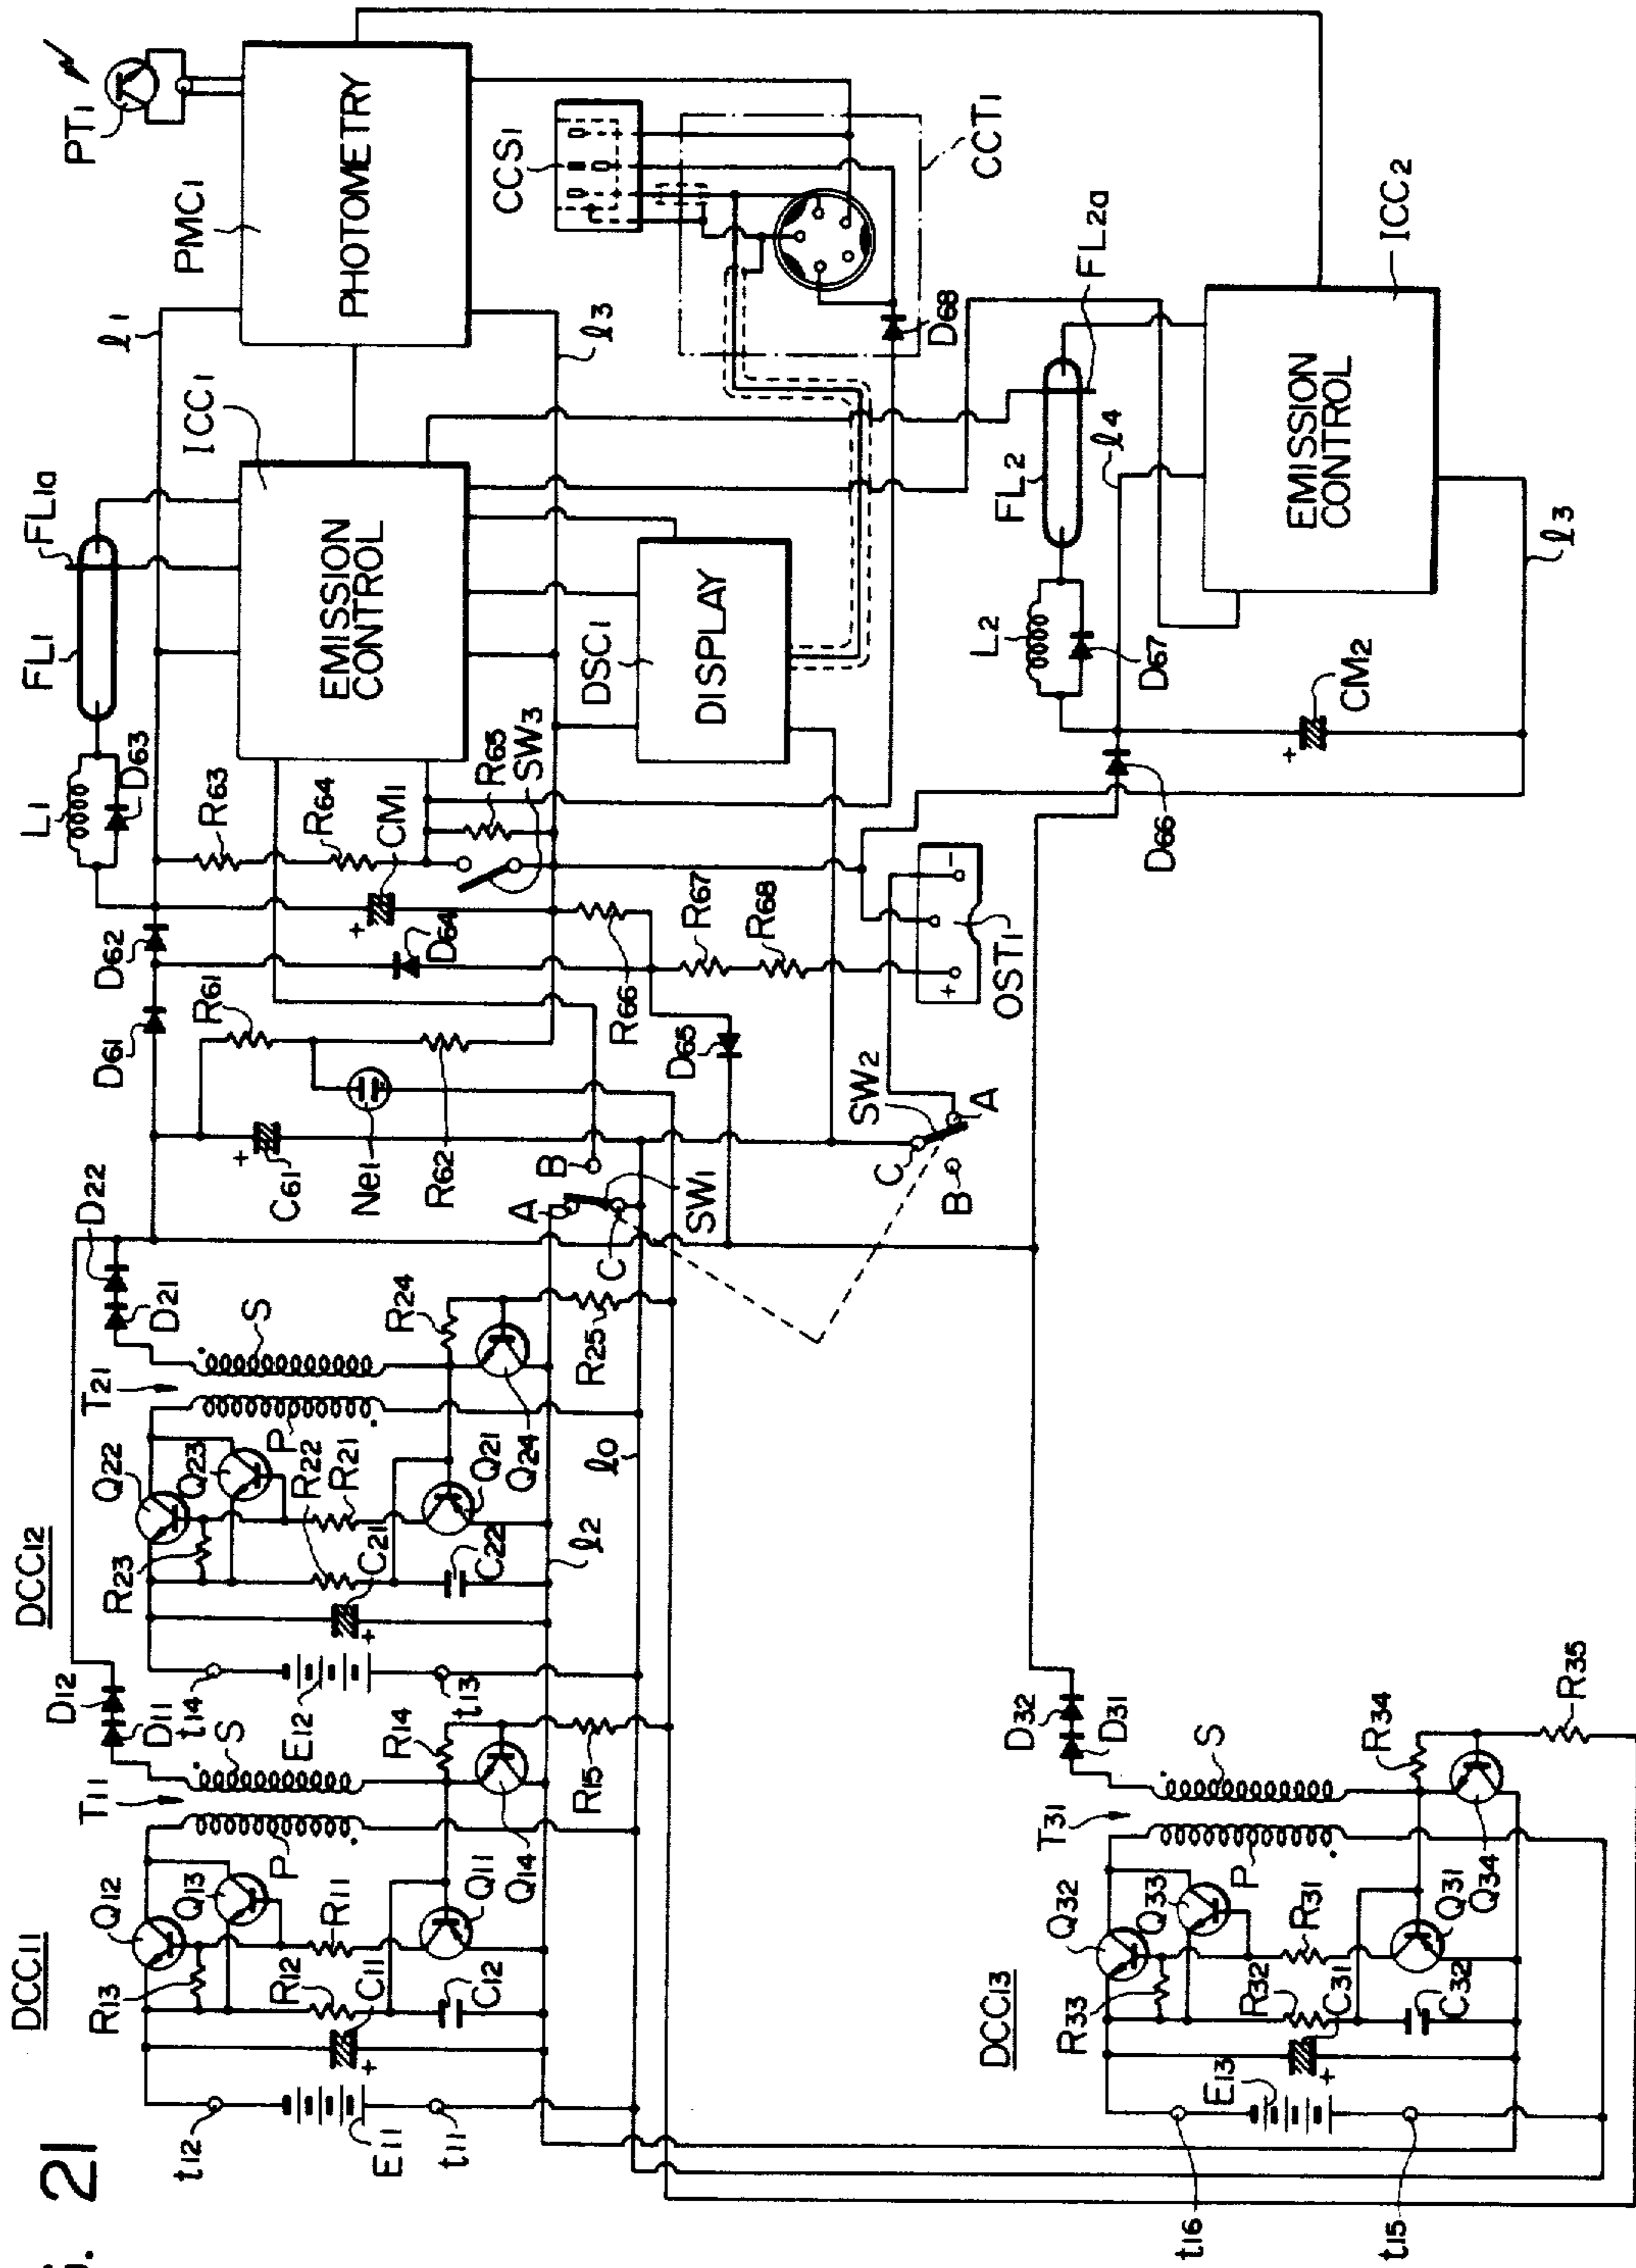 G. 21
DCC11
DCC12
DCC13
t12
E11
t11
R13
Q12
Q13
R12
R11
C11
C12
P
T11
S
Q11
Q14
R14
R15
D11
D12
t14
E12
t13
R23
Q22
Q23
P
R22
R21
C21
C22
T21
S
Q21
Q24
R24
R25
D21
D22
l0
l2
C61
Ne1
R61
R62
D61
D62
A
B
C
SW1
SW2
A
B
C
D64
D65
R66
R67
R68
OST1
+
-
L1
D63
R63
R64
CM1
R65
SW3
FL1
FL1a
ICC1
EMISSION
CONTROL
l1
l3
PMC1
PHOTOMETRY
PT1
DSC1
DISPLAY
CCS1
CCT1
D68
FL2
FL2a
L2
D67
l4
D66
CM2
ICC2
EMISSION
CONTROL
l3
t16
E13
t15
R33
Q32
Q33
P
R32
R31
C31
C32
T31
S
Q31
Q34
R34
R35
D31
D32